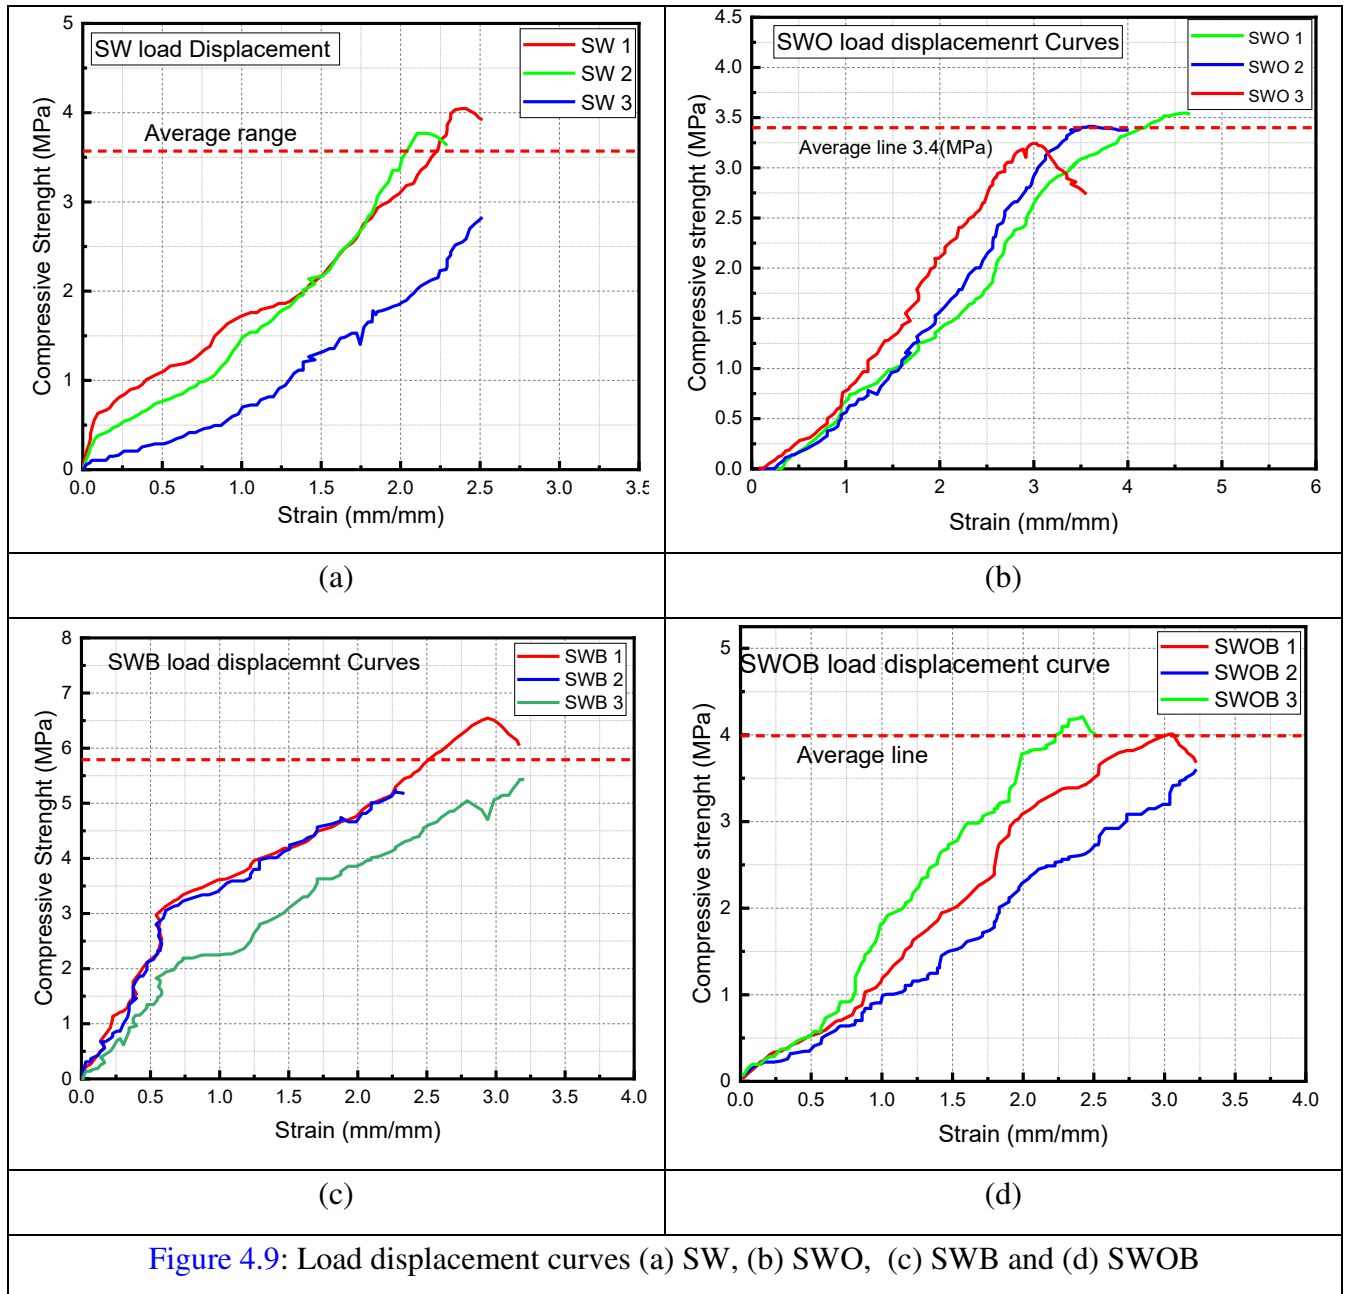 SW load Displacement
SW 1
SW 2
SW 3
Average range
Compressive Strenght (MPa)
5
4
3
2
1
0
0.0 0.5 1.0 1.5 2.0 2.5 3.0 3.5
Strain (mm/mm)
SWO load displacemenrt Curves
SWO 1
SWO 2
SWO 3
Average line 3.4(MPa)
Compressive strenght (MPa)
4.5
4.0
3.5
3.0
2.5
2.0
1.5
1.0
0.5
0.0
0 1 2 3 4 5 6
Strain (mm/mm)
(a)
(b)
SWB load displacemnt Curves
SWB 1
SWB 2
SWB 3
Compressive Strenght (MPa)
8
7
6
5
4
3
2
1
0
0.0 0.5 1.0 1.5 2.0 2.5 3.0 3.5 4.0
Strain (mm/mm)
SWOB load displacement curve
SWOB 1
SWOB 2
SWOB 3
Average line
Compressive strenght (MPa)
5
4
3
2
1
0
0.0 0.5 1.0 1.5 2.0 2.5 3.0 3.5 4.0
Strain (mm/mm)
(c)
(d)
Figure 4.9: Load displacement curves (a) SW, (b) SWO, (c) SWB and (d) SWOB